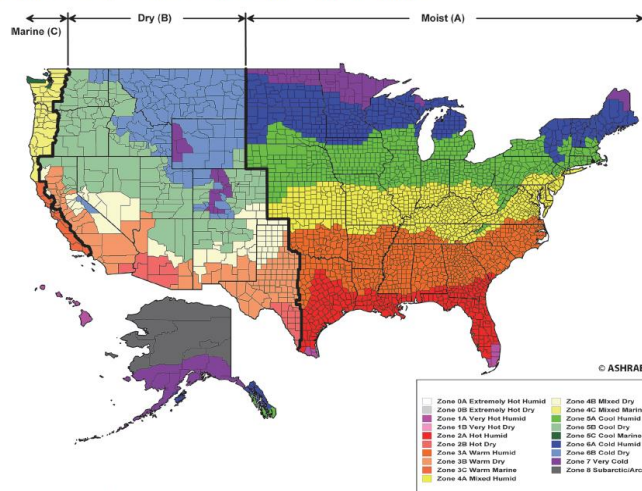 Marine (C)
Dry (B)
Moist (A)
© ASHRAE
Zone 0A Extremely Hot Humid
Zone 0B Extremely Hot Dry
Zone 1A Very Hot Humid
Zone 1B Very Hot Dry
Zone 2A Hot Humid
Zone 2B Hot Dry
Zone 3A Warm Humid
Zone 3B Warm Dry
Zone 3C Warm Marine
Zone 4A Mixed Humid
Zone 4B Mixed Dry
Zone 4C Mixed Marine
Zone 5A Cool Humid
Zone 5B Cool Dry
Zone 5C Cool Marine
Zone 6A Cold Humid
Zone 6B Cold Dry
Zone 7 Very Cold
Zone 8 Subarctic/Arc